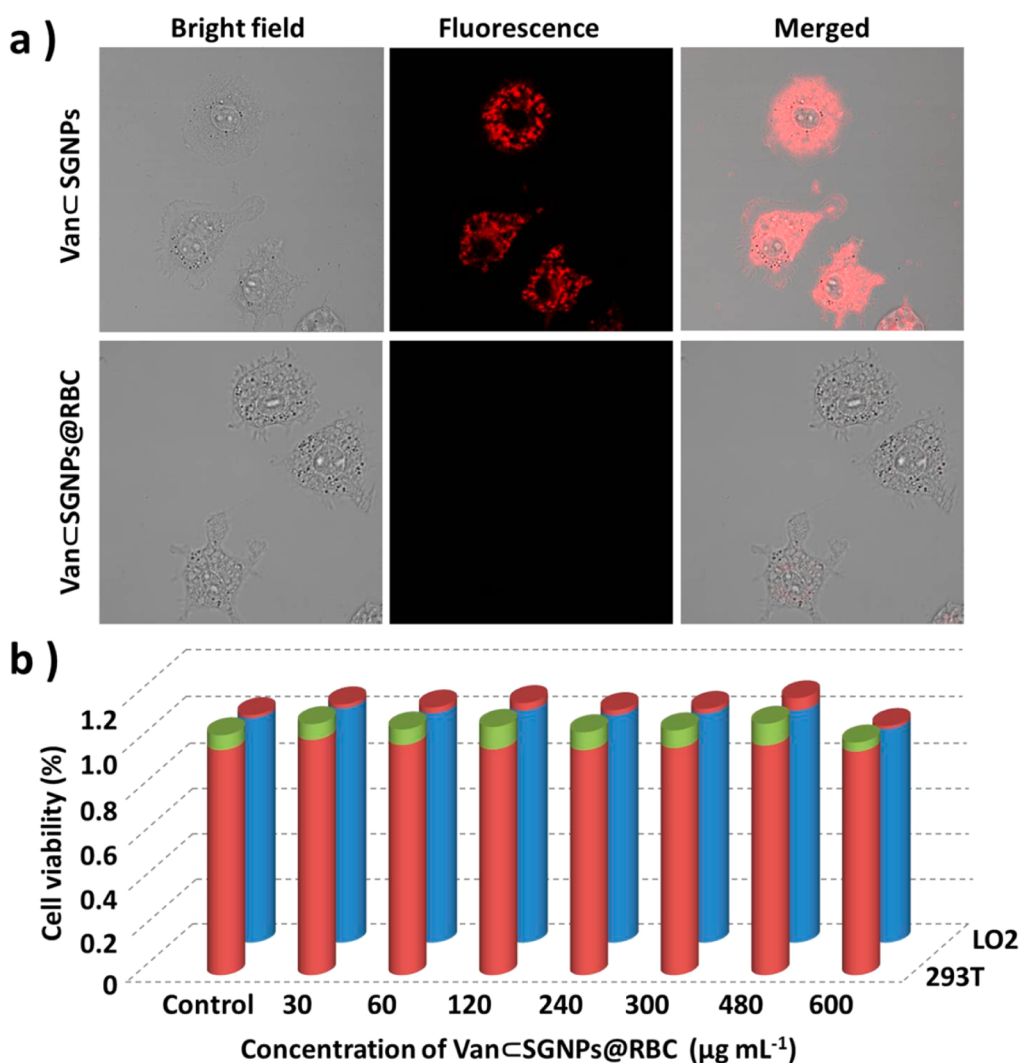 a )
Bright field
Fluorescence
Merged
Van⊂ SGNPs
Van⊂SGNPs@RBC
b )
Cell viability (%)
1.2
1.0
0.8
0.6
0.4
0.2
0
LO2
293T
Control 30 60 120 240 300 480 600
Concentration of Van⊂SGNPs@RBC (µg mL-1)